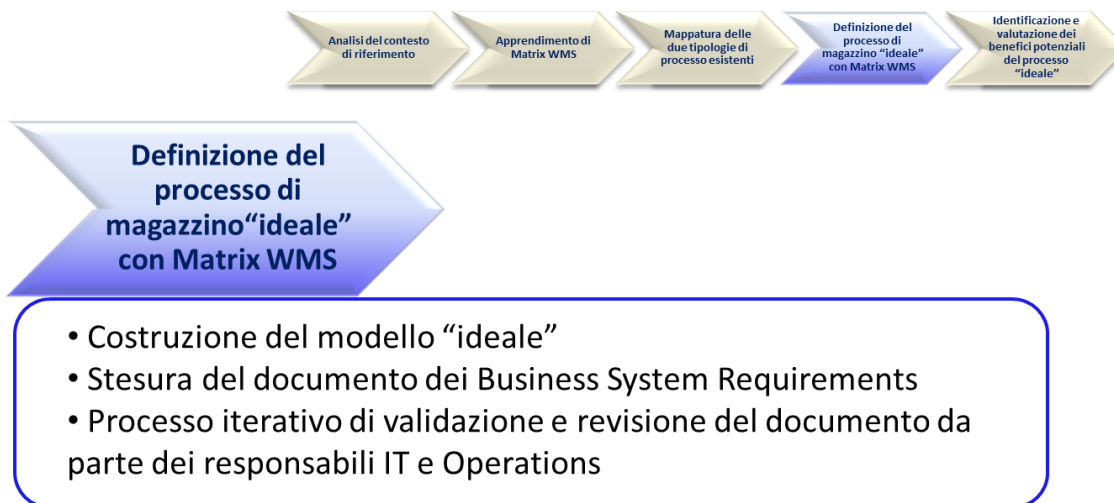 Analisi del contesto
di riferimento
Apprendimento di
Matrix WMS
Mappatura delle
due tipologie di
processo esistenti
Definizione del
processo di
magazzino “ideale”
con Matrix WMS
Identificazione e
valutazione dei
benefici potenziali
del processo
“ideale”
Definizione del
processo di
magazzino“ideale”
con Matrix WMS
• Costruzione del modello “ideale”
• Stesura del documento dei Business System Requirements
• Processo iterativo di validazione e revisione del documento da
parte dei responsabili IT e Operations